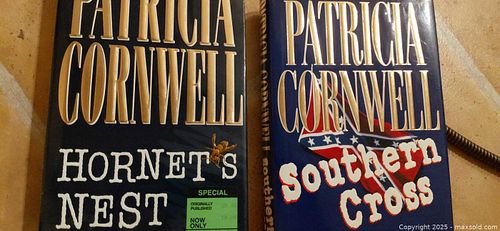 PATRICIA
CORNWELL
HORNET'S
NEST
SPECIAL
ORIGINALLY
PUBLISHED
NOW
ONLY
PATRICIA
CORNWELL
Southern
Cross
Copyright 2025 - maxsold.com